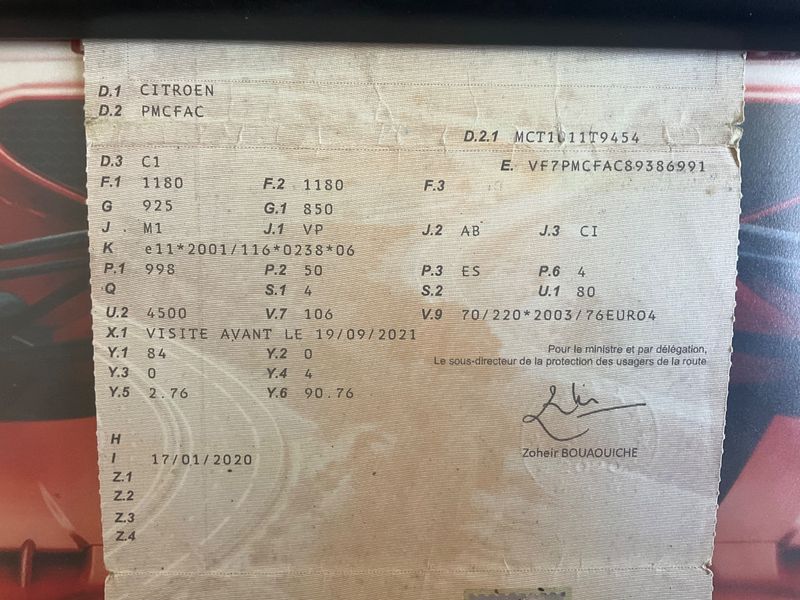 D.1 CITROEN
D.2 PMCFAC
D.2.1 MCT1011T9454
D.3 C1
E. VF7PMCFAC89386991
F.1 1180 F.2 1180 F.3
G 925 G.1 850
J M1 J.1 VP J.2 AB J.3 CI
K e11*2001/116*0238*06
P.1 998 P.2 50 P.3 ES P.6 4
Q S.1 4 S.2 U.1 80
U.2 4500 V.7 106 V.9 70/220*2003/76EURO4
X.1 VISITE AVANT LE 19/09/2021
Y.1 84 Y.2 0
Pour le ministre et par délégation,
Le sous-directeur de la protection des usagers de la route
Y.3 0 Y.4 4
Y.5 2.76 Y.6 90.76
Zoheir BOUAOUICHE
H
I 17/01/2020
Z.1
Z.2
Z.3
Z.4